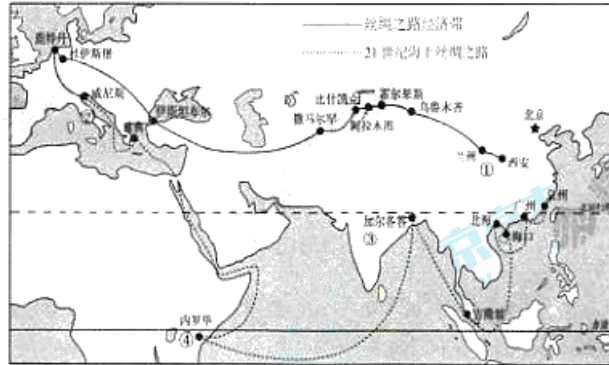 丝绸之路经济带
21世纪海上丝绸之路
鹿特丹
杜伊斯堡
威尼斯
②
雅典
伊斯坦布尔
比什凯克
霍尔果斯
乌鲁木齐
撒马尔罕
阿拉木图
北京
兰州
①
西安
泉州
广州
北海
海口
加尔各答
③
吉隆坡
内罗毕
④